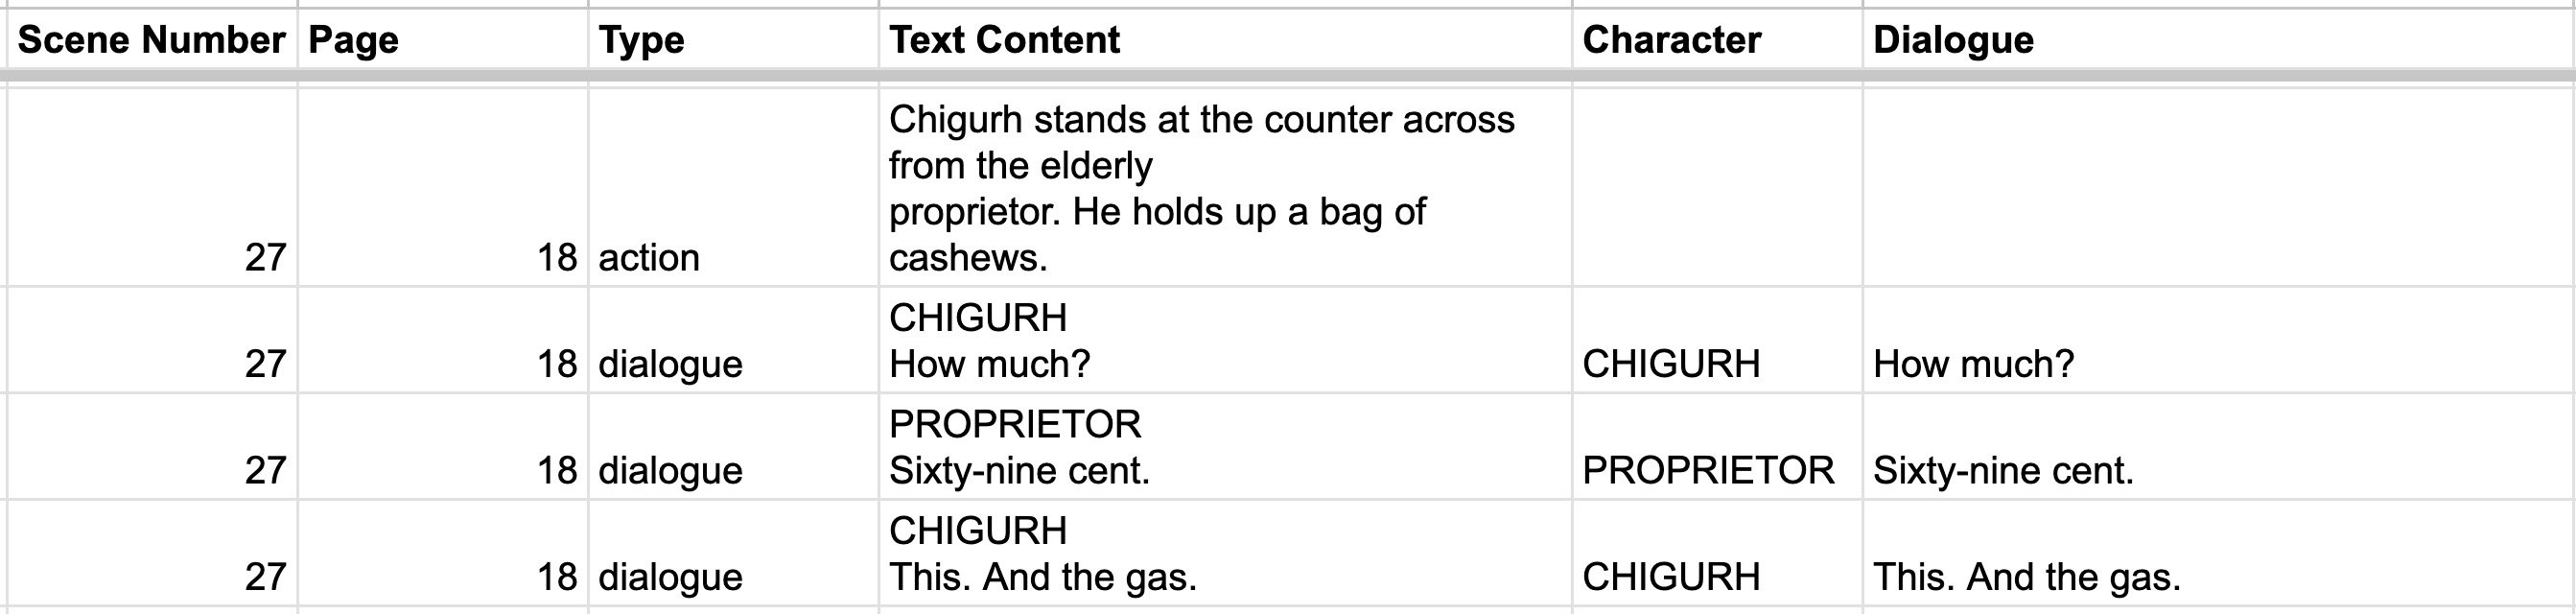 Scene Number Page Type Text Content Character Dialogue
Chigurh stands at the counter across
from the elderly
proprietor. He holds up a bag of
27 18 action cashews.
CHIGURH
27 18 dialogue How much? CHIGURH How much?
PROPRIETOR
27 18 dialogue Sixty-nine cent. PROPRIETOR Sixty-nine cent.
CHIGURH
27 18 dialogue This. And the gas. CHIGURH This. And the gas.